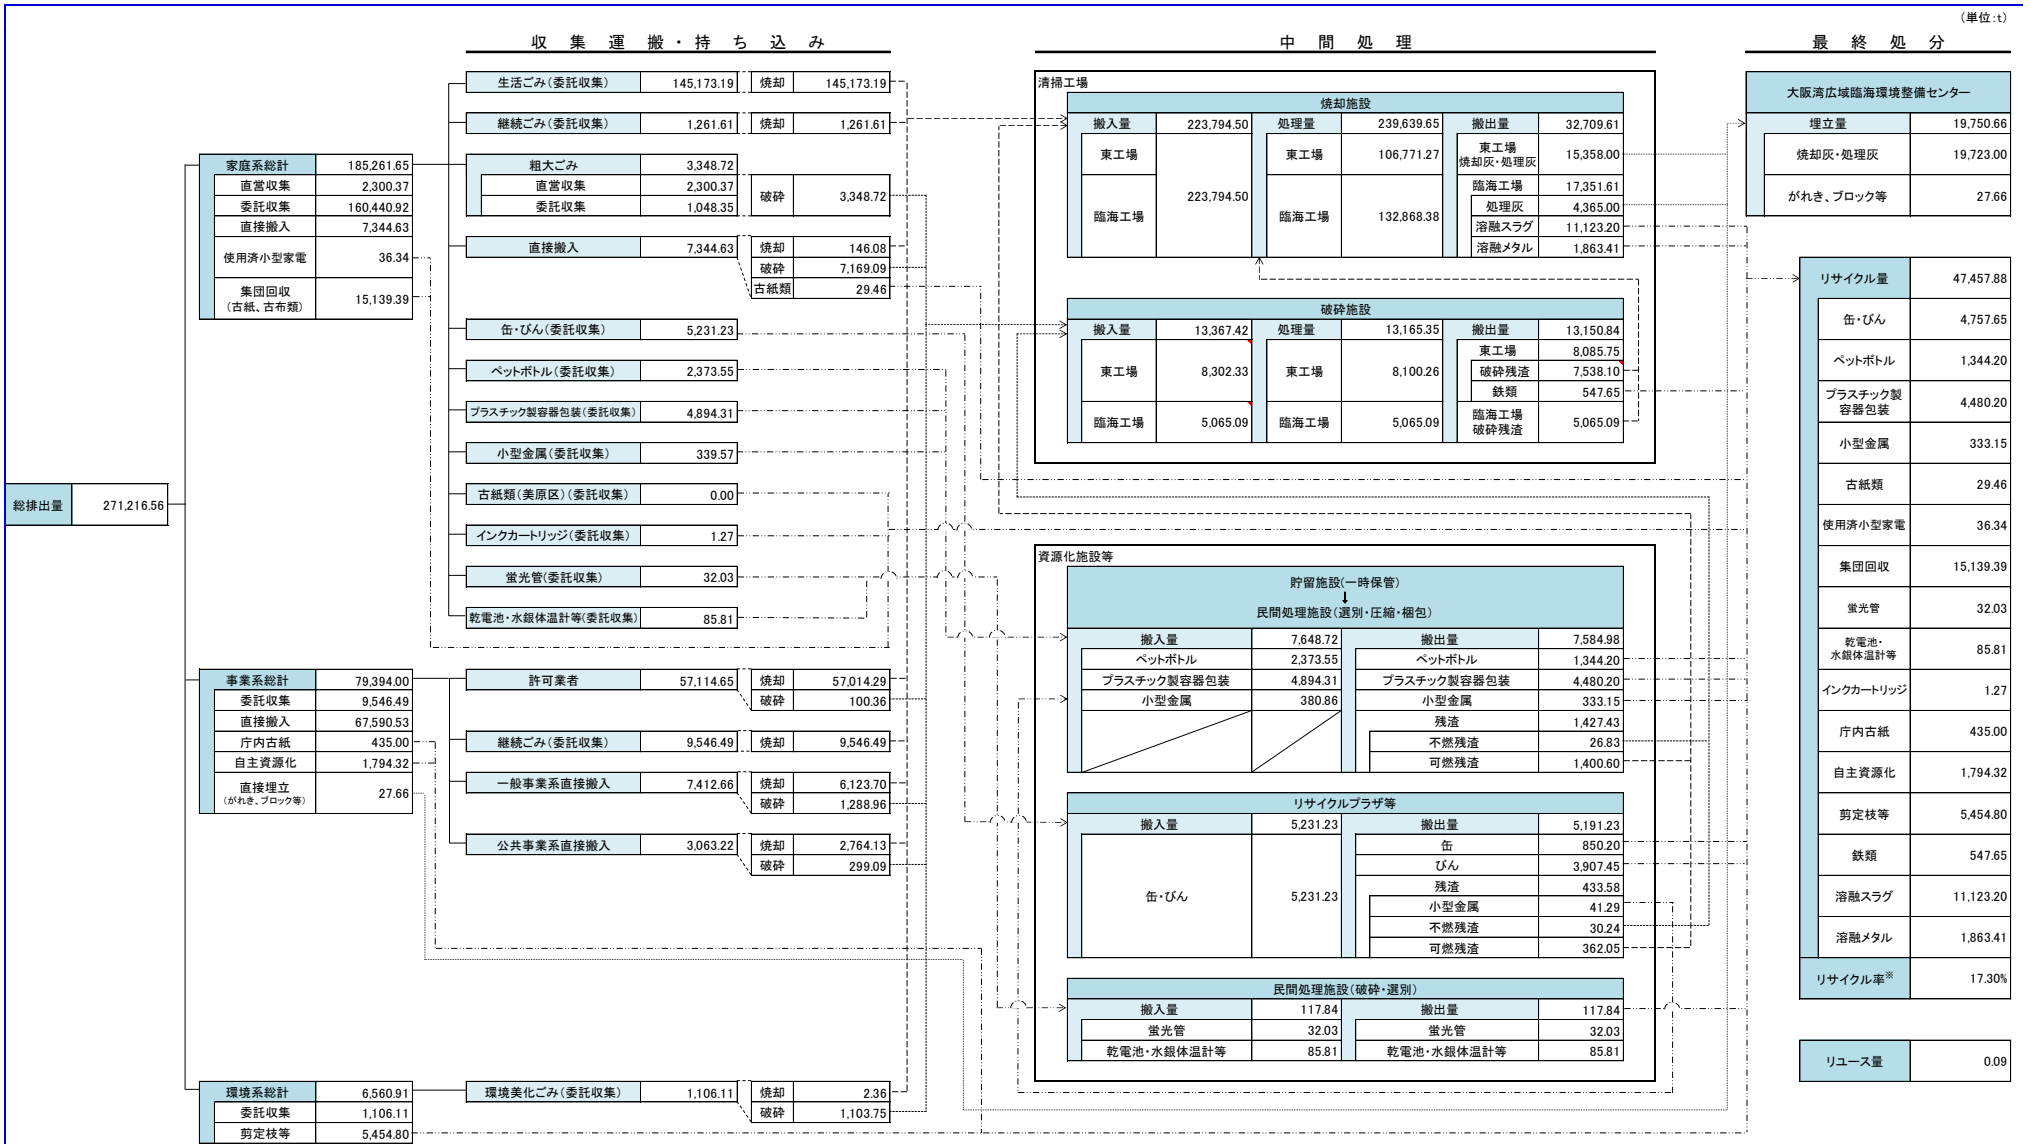 （単位：t）
収集運搬・持ち込み
中間処理
最終処分
総排出量 271,216.56
家庭系総計 185,261.65
直営収集 2,300.37
委託収集 160,440.92
直接搬入 7,344.63
使用済小型家電 36.34
集団回収
（古紙、古布類）
15,139.39
事業系総計 79,394.00
委託収集 9,546.49
直接搬入 67,590.53
庁内古紙 435.00
自主資源化 1,794.32
直接埋立
（がれき、ブロック等）
27.66
環境系総計 6,560.91
委託収集 1,106.11
剪定枝等 5,454.80
生活ごみ（委託収集） 145,173.19 焼却 145,173.19
継続ごみ（委託収集） 1,261.61 焼却 1,261.61
粗大ごみ 3,348.72
直営収集 2,300.37
委託収集 1,048.35
破砕 3,348.72
直接搬入 7,344.63 焼却 146.08
破砕 7,169.09
古紙類 29.46
缶・びん（委託収集） 5,231.23
ペットボトル（委託収集） 2,373.55
プラスチック製容器包装（委託収集） 4,894.31
小型金属（委託収集） 339.57
古紙類（美原区）（委託収集） 0.00
インクカートリッジ（委託収集） 1.27
蛍光管（委託収集） 32.03
乾電池・水銀体温計等（委託収集） 85.81
許可業者 57,114.65 焼却 57,014.29
破砕 100.36
継続ごみ（委託収集） 9,546.49 焼却 9,546.49
一般事業系直接搬入 7,412.66 焼却 6,123.70
破砕 1,288.96
公共事業系直接搬入 3,063.22 焼却 2,764.13
破砕 299.09
環境美化ごみ（委託収集） 1,106.11 焼却 2.36
破砕 1,103.75
清掃工場
焼却施設
搬入量 223,794.50 処理量 239,639.65 搬出量 32,709.61
東工場
臨海工場
223,794.50
東工場 106,771.27
臨海工場 132,868.38
東工場
焼却灰・処理灰
15,358.00
臨海工場 17,351.61
処理灰 4,365.00
溶融スラグ 11,123.20
溶融メタル 1,863.41
破砕施設
搬入量 13,367.42 処理量 13,165.35 搬出量 13,150.84
東工場 8,302.33 東工場 8,100.26
東工場 8,085.75
破砕残渣 7,538.10
鉄類 547.65
臨海工場 5,065.09 臨海工場 5,065.09
臨海工場
破砕残渣
5,065.09
資源化施設等
貯留施設（一時保管）
↓
民間処理施設（選別・圧縮・梱包）
搬入量 7,648.72 搬出量 7,584.98
ペットボトル 2,373.55 ペットボトル 1,344.20
プラスチック製容器包装 4,894.31 プラスチック製容器包装 4,480.20
小型金属 380.86 小型金属 333.15
残渣 1,427.43
不燃残渣 26.83
可燃残渣 1,400.60
リサイクルプラザ等
搬入量 5,231.23 搬出量 5,191.23
缶・びん 5,231.23
缶 850.20
びん 3,907.45
残渣 433.58
小型金属 41.29
不燃残渣 30.24
可燃残渣 362.05
民間処理施設（破砕・選別）
搬入量 117.84 搬出量 117.84
蛍光管 32.03 蛍光管 32.03
乾電池・水銀体温計等 85.81 乾電池・水銀体温計等 85.81
大阪湾広域臨海環境整備センター
埋立量 19,750.66
焼却灰・処理灰 19,723.00
がれき、ブロック等 27.66
リサイクル量 47,457.88
缶・びん 4,757.65
ペットボトル 1,344.20
プラスチック製
容器包装
4,480.20
小型金属 333.15
古紙類 29.46
使用済小型家電 36.34
集団回収 15,139.39
蛍光管 32.03
乾電池・
水銀体温計等
85.81
インクカートリッジ 1.27
庁内古紙 435.00
自主資源化 1,794.32
剪定枝等 5,454.80
鉄類 547.65
溶融スラグ 11,123.20
溶融メタル 1,863.41
リサイクル率※ 17.30%
リユース量 0.09